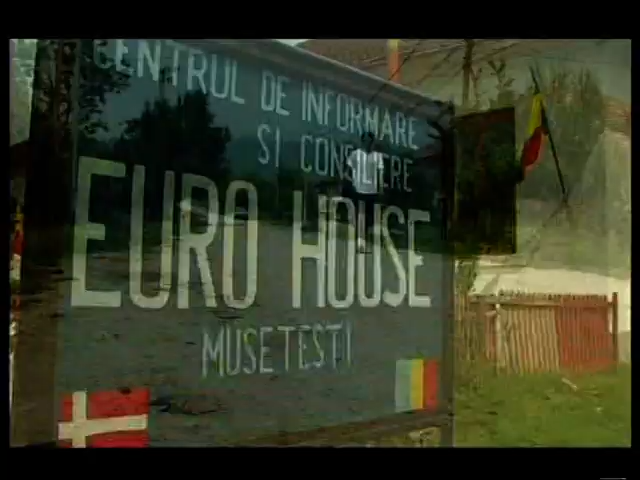 CENTRUL DE INFORMARE
SI CONSILIERE
EURO HOUSE
MUSETESTI